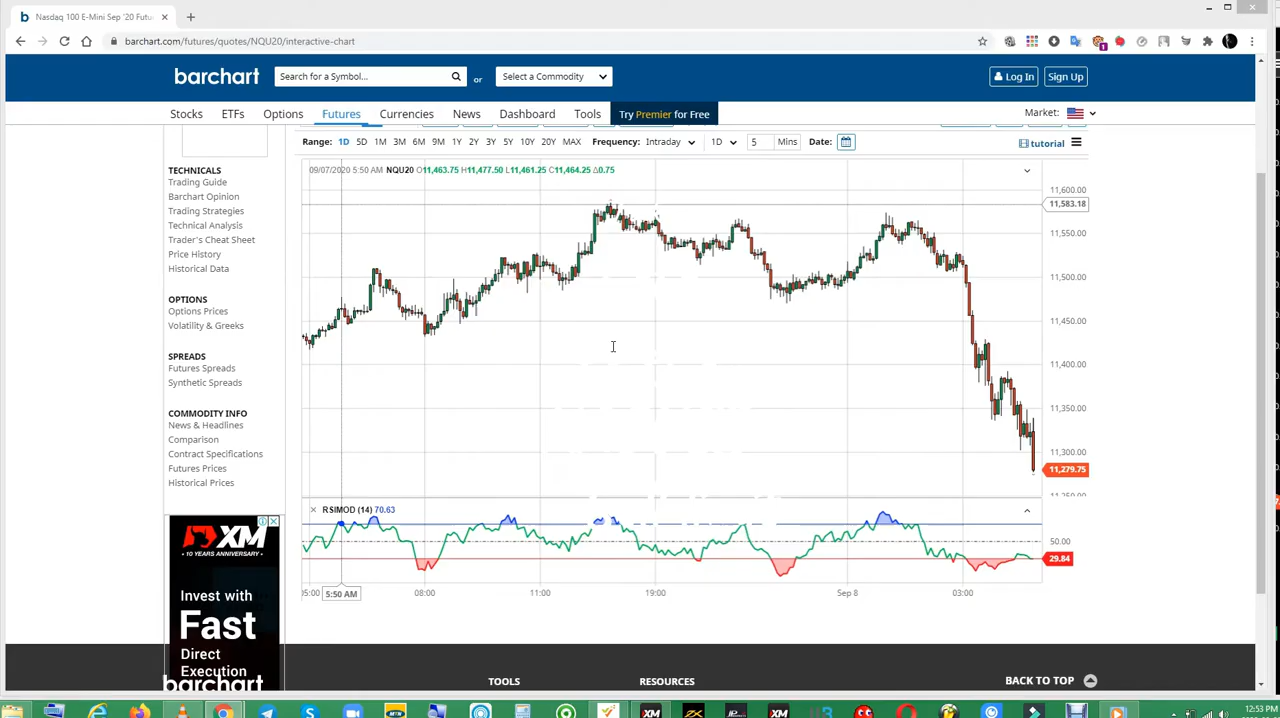 Nasdaq 100 E-Mini Sep '20 Futu
barchart.com/futures/quotes/NQU20/interactive-chart
barchart
Search for a Symbol...
or
Select a Commodity
Log In
Sign Up
Stocks
ETFs
Options
Futures
Currencies
News
Dashboard
Tools
Try Premier for Free
Market:
Range: 1D 5D 1M 3M 6M 9M 1Y 2Y 3Y 5Y 10Y 20Y MAX Frequency: Intraday 1D 5 Mins Date:
tutorial
09/07/2020 5:50 AM NQU20 O11,463.75 H11,477.50 L11,461.25 C11,464.25 Δ0.75
TECHNICALS
Trading Guide
Barchart Opinion
Trading Strategies
Technical Analysis
Trader's Cheat Sheet
Price History
Historical Data
OPTIONS
Options Prices
Volatility & Greeks
SPREADS
Futures Spreads
Synthetic Spreads
COMMODITY INFO
News & Headlines
Comparison
Contract Specifications
Futures Prices
Historical Prices
11,600.00
11,583.18
11,550.00
11,500.00
11,450.00
11,400.00
11,350.00
11,300.00
11,279.75
11,250.00
RSIMOD (14) 70.63
50.00
29.84
05:00
5:50 AM
08:00
11:00
19:00
Sep 8
03:00
XM
10 YEARS ANNIVERSARY
Invest with
Fast
Direct
Execution
barchart
TOOLS
RESOURCES
BACK TO TOP
MTN
XM
XM
12:53 PM